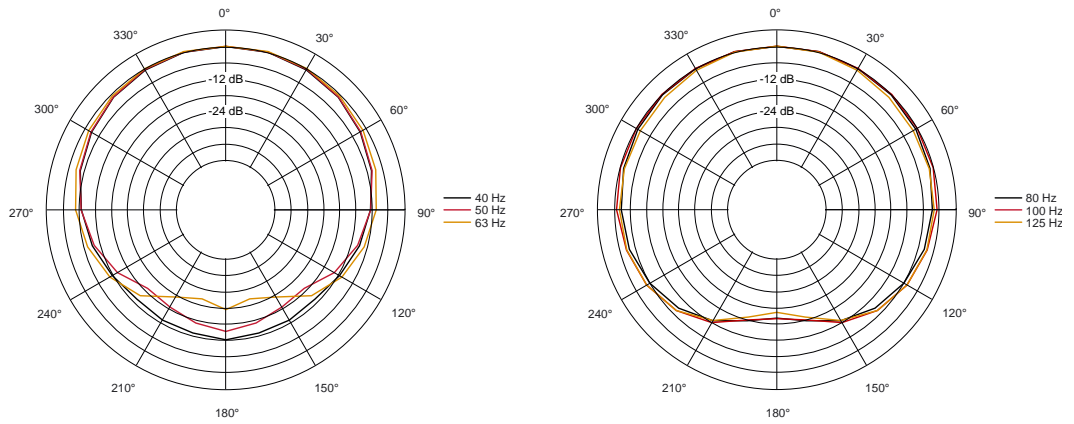 0°
330° 30°
-12 dB
300° 60°
-24 dB
270° 90°
40 Hz
50 Hz
63 Hz
240° 120°
210° 150°
180°
0°
330° 30°
-12 dB
300° 60°
-24 dB
270° 90°
80 Hz
100 Hz
125 Hz
240° 120°
210° 150°
180°